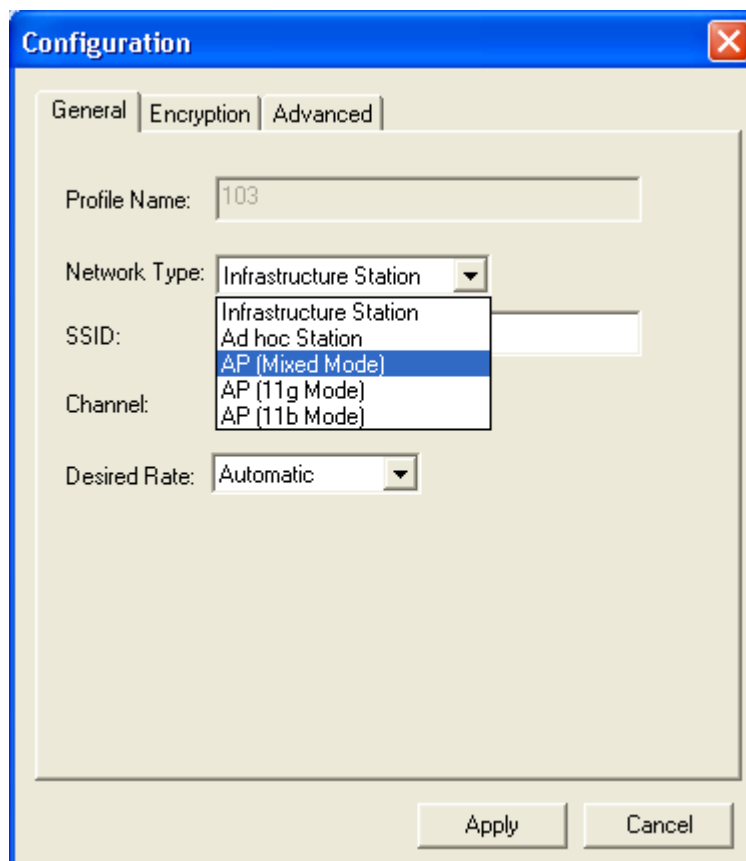 Configuration
General Encryption Advanced
Profile Name: 103
Network Type: Infrastructure Station
Infrastructure Station
SSID:
Ad hoc Station
AP (Mixed Mode)
AP (11g Mode)
Channel:
AP (11b Mode)
Desired Rate: Automatic
Apply Cancel